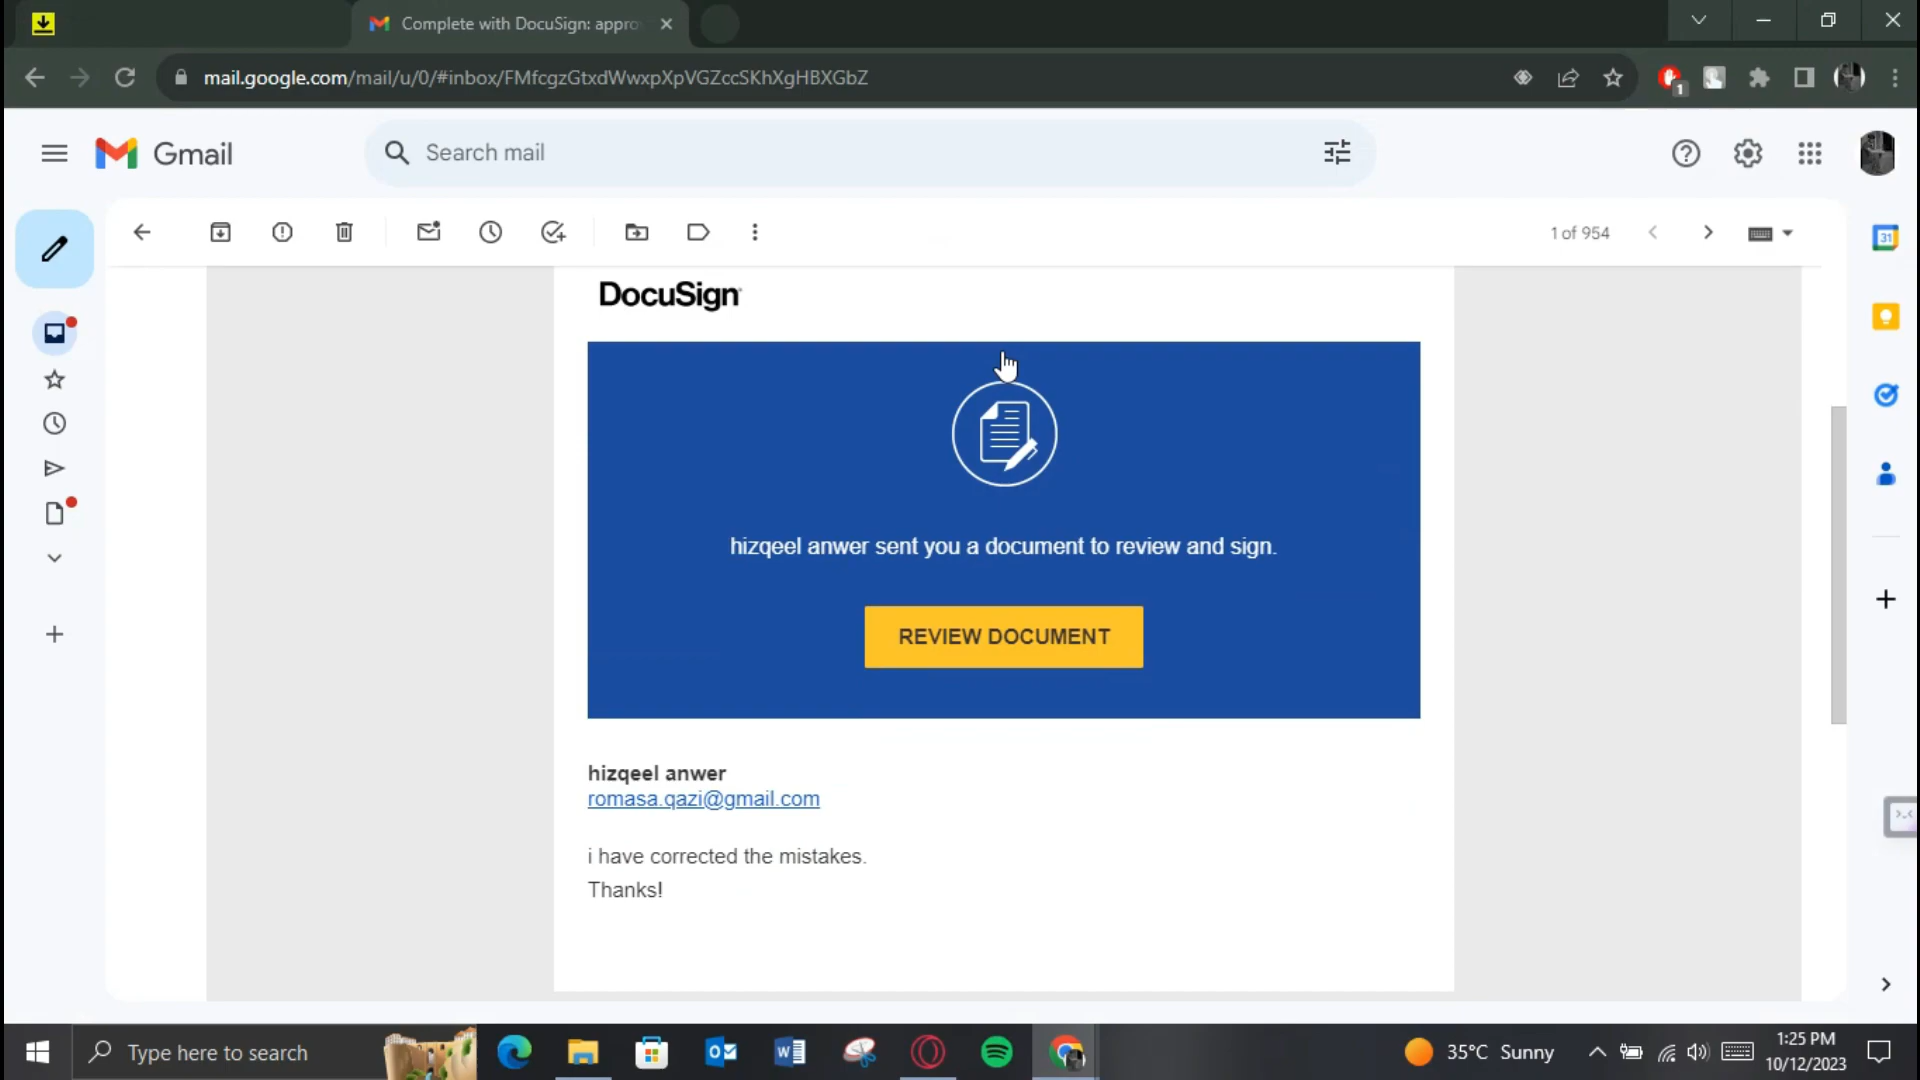 Complete with DocuSign: appro
mail.google.com/mail/u/0/#inbox/FMfcgzGtxdWwxpXpVGZccSKhXgHBXGbZ
1
Gmail
Search mail
1 of 954
31
DocuSign
hizqeel anwer sent you a document to review and sign.
REVIEW DOCUMENT
hizqeel anwer
romasa.qazi@gmail.com
i have corrected the mistakes.
Thanks!
Type here to search
35°C Sunny
1:25 PM
10/12/2023